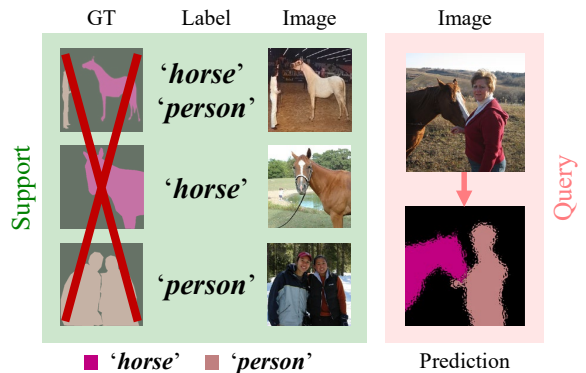 GT Label Image Image
‘horse’
‘person’
‘horse’
‘person’
Support
Query
‘horse’ ‘person’ Prediction